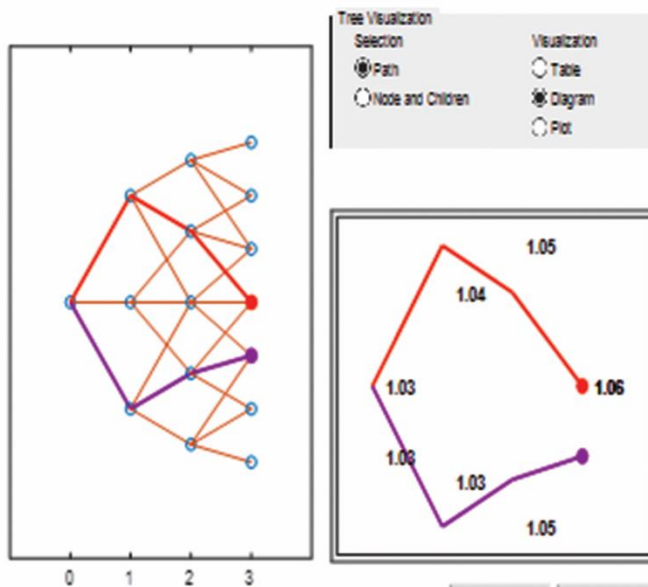 Tree Visualization
Selection
Visualization
Path
Table
Node and Children
Diagram
Plot
1.05
1.04
1.03
1.06
1.03
1.03
1.05
0 1 2 3